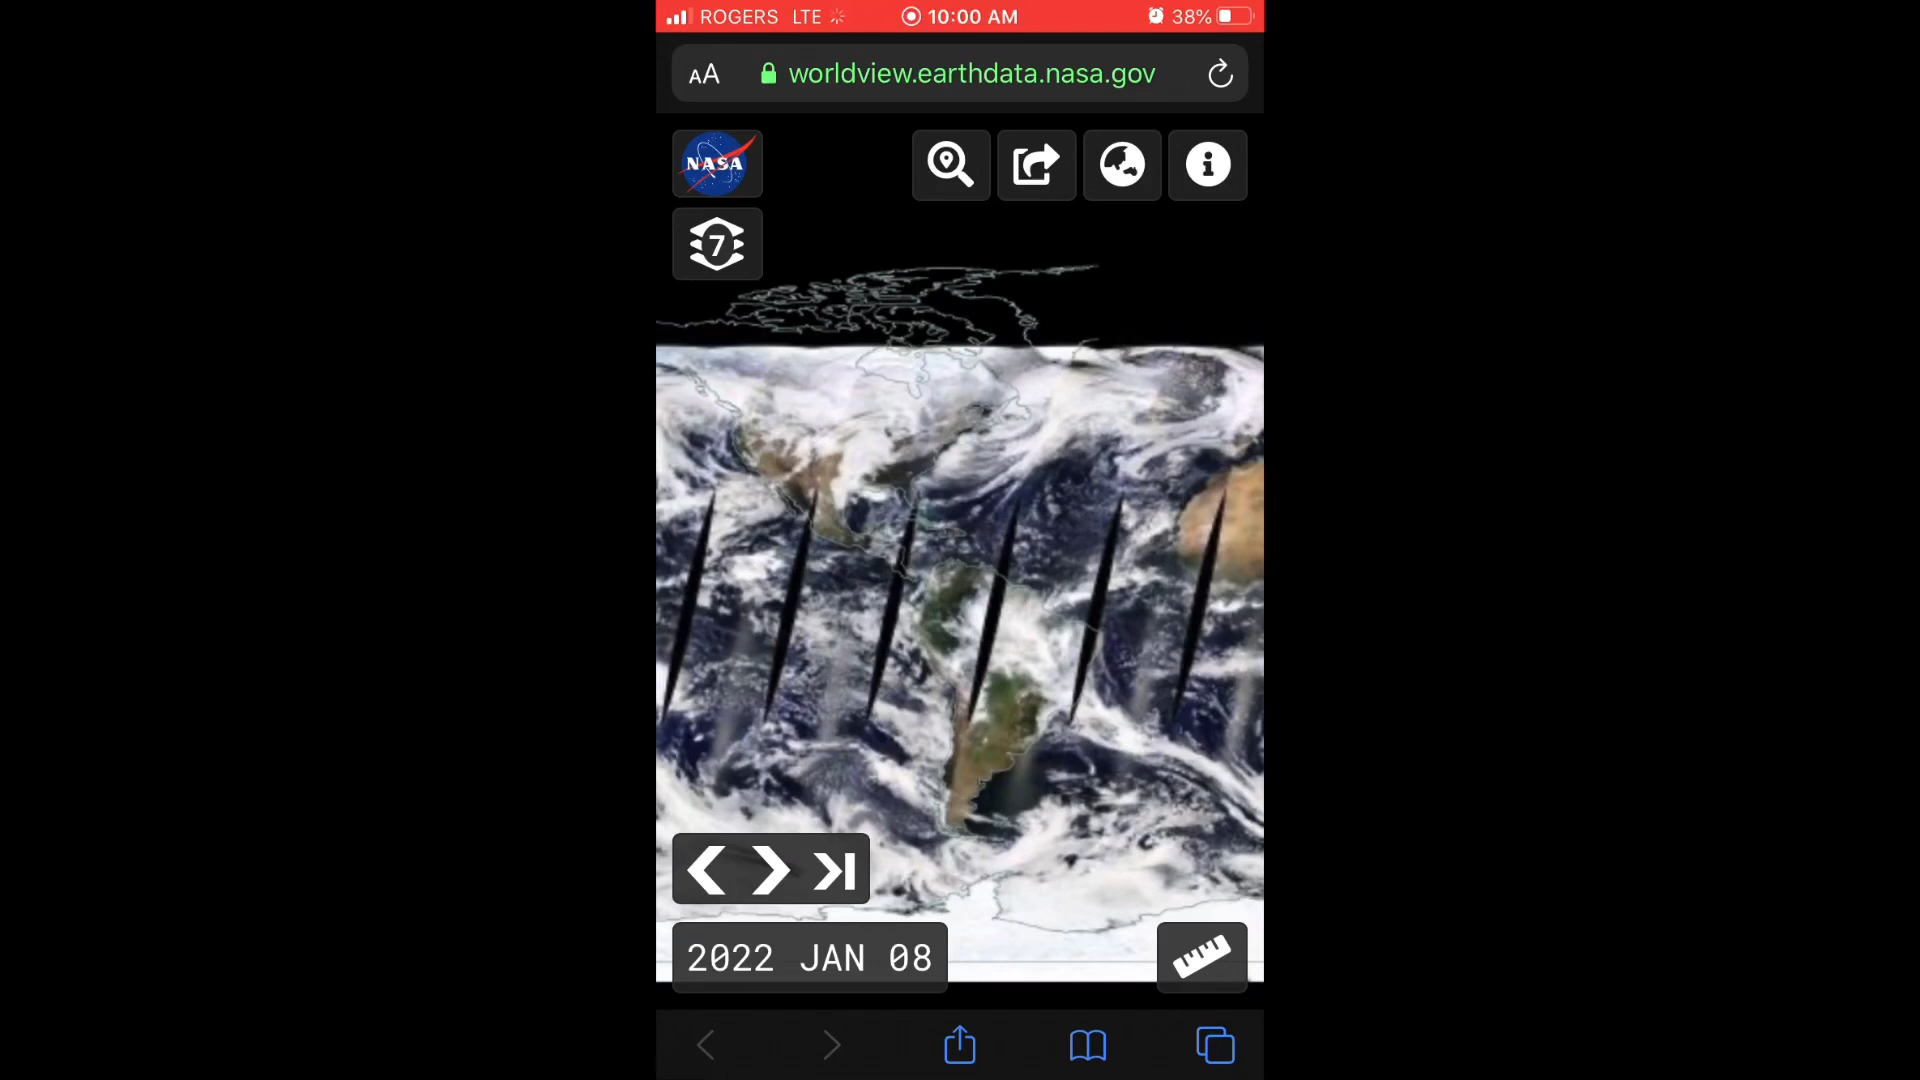 ROGERS LTE 10:00 AM 38%
AA worldview.earthdata.nasa.gov
NASA
7
2022 JAN 08